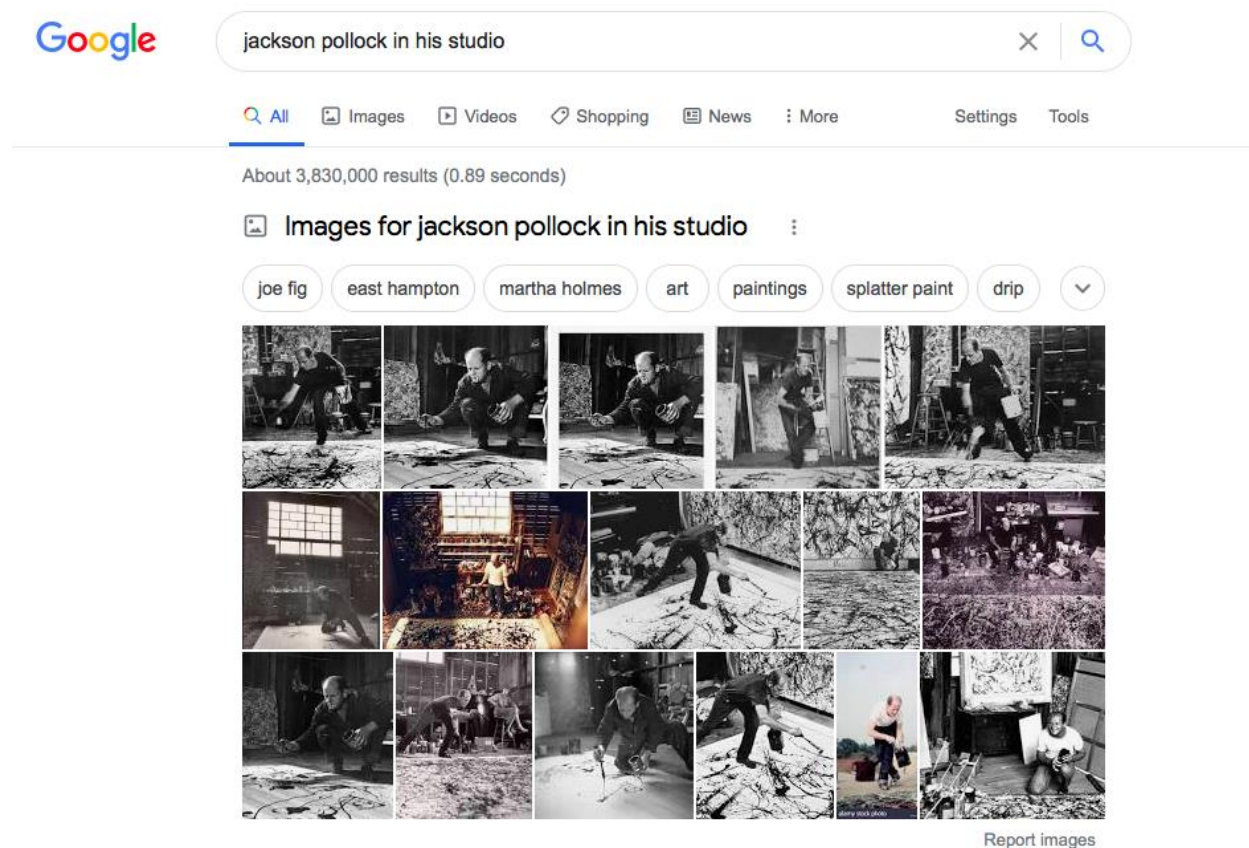 Google
jackson pollock in his studio
All Images Videos Shopping News More Settings Tools
About 3,830,000 results (0.89 seconds)
Images for jackson pollock in his studio
joe fig east hampton martha holmes art paintings splatter paint drip
alamy stock photo
Report images